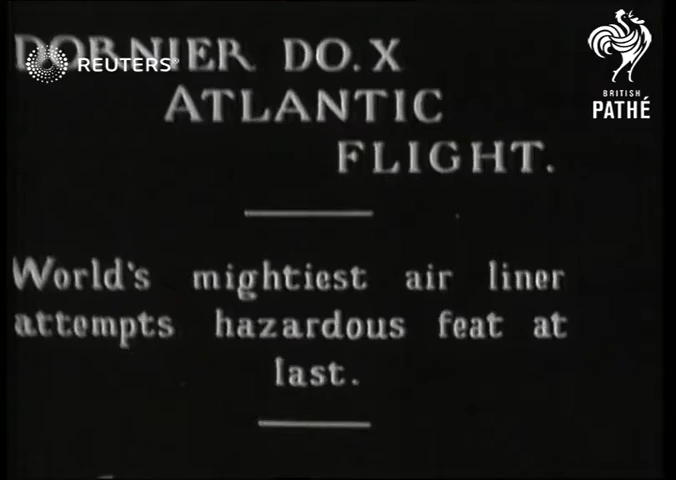 DORNIER DO.X
REUTERS
ATLANTIC
FLIGHT.
BRITISH
PATHÉ
World's mightiest air liner
attempts hazardous feat at
last.